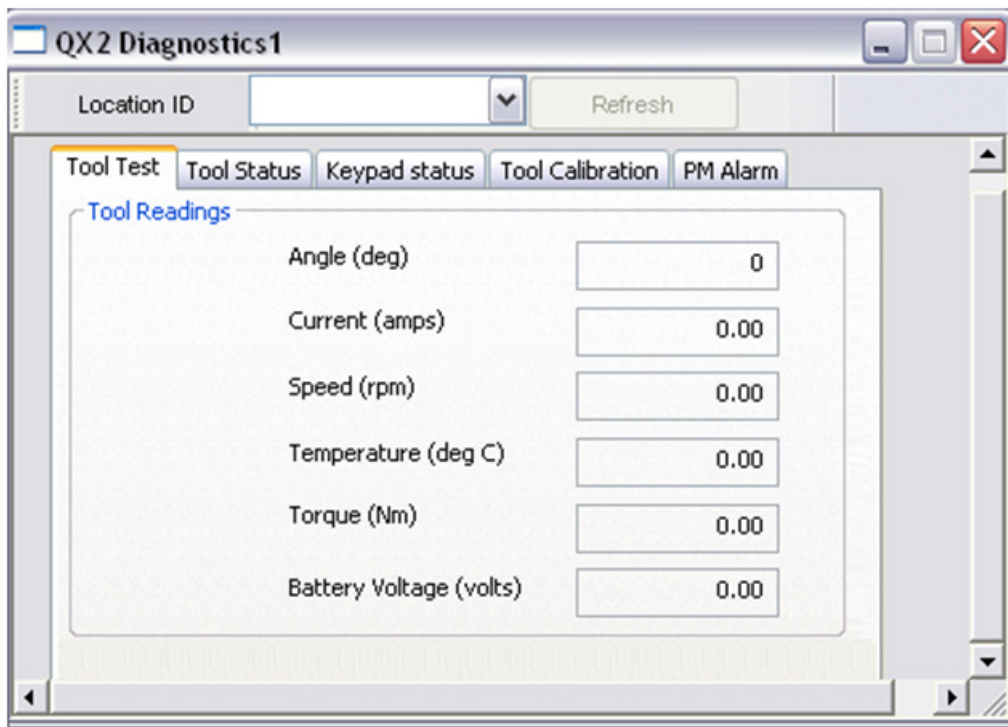 QX2 Diagnostics1
Location ID Refresh
Tool Test Tool Status Keypad status Tool Calibration PM Alarm
Tool Readings
Angle (deg) 0
Current (amps) 0.00
Speed (rpm) 0.00
Temperature (deg C) 0.00
Torque (Nm) 0.00
Battery Voltage (volts) 0.00